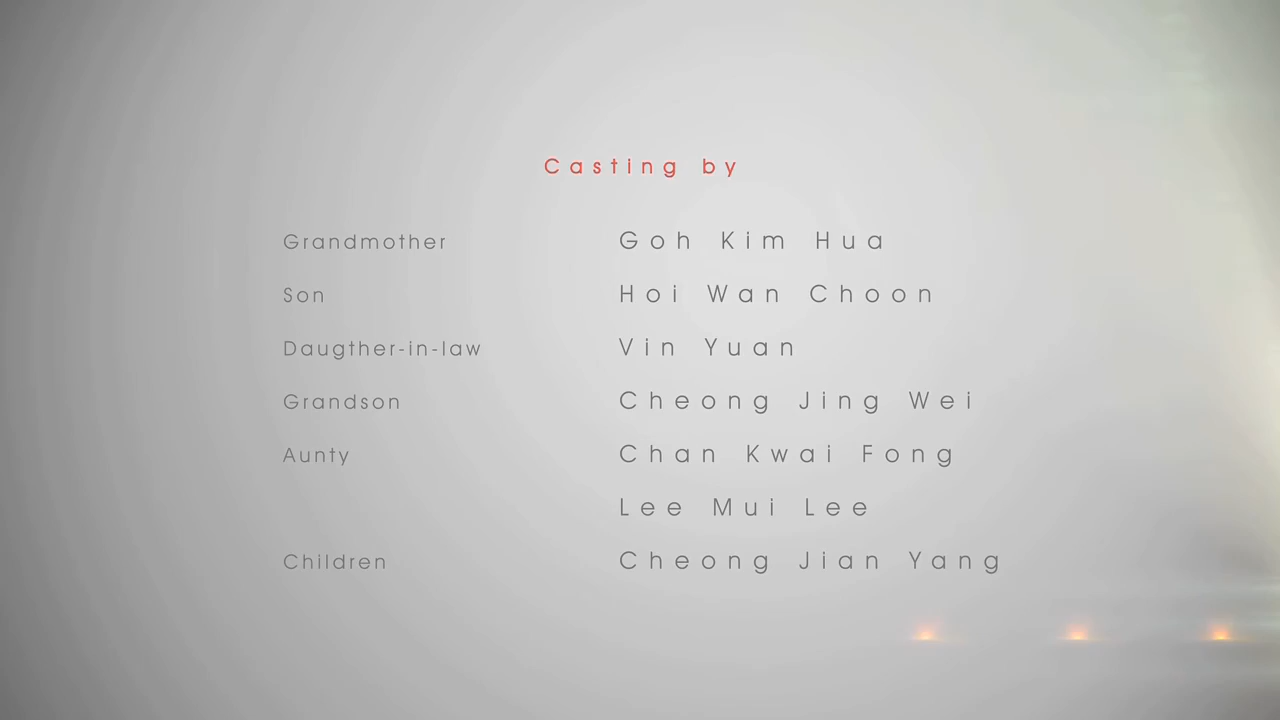 Casting by
Grandmother Goh Kim Hua
Son Hoi Wan Choon
Daugther-in-law Vin Yuan
Grandson Cheong Jing Wei
Aunty Chan Kwai Fong
Lee Mui Lee
Children Cheong Jian Yang